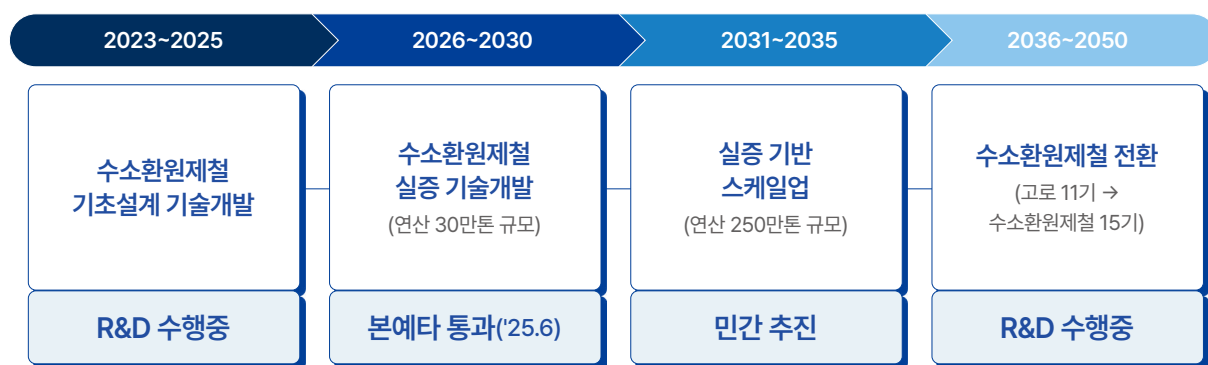 2023~2025
2026~2030
2031~2035
2036~2050
수소환원제철
기초설계 기술개발
R&D 수행중
수소환원제철
실증 기술개발
(연산 30만톤 규모)
본예타 통과('25.6)
실증 기반
스케일업
(연산 250만톤 규모)
민간 추진
수소환원제철 전환
(고로 11기 →
수소환원제철 15기)
R&D 수행중